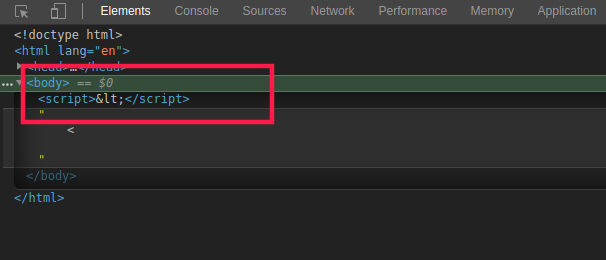 Elements Console Sources Network Performance Memory Application
<!doctype html>
<html lang="en">
▶<head>…</head>
…▼<body> == $0
<script>&lt;</script>
"
<
"
</body>
</html>